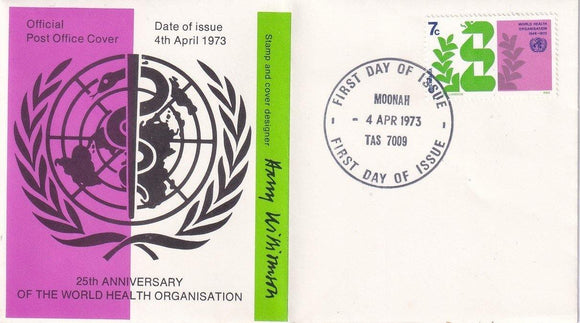 Official
Post Office Cover
Date of issue
4th April 1973
Stamp and cover designer
Harry Williamson
25th ANNIVERSARY
OF THE WORLD HEALTH ORGANISATION
FIRST DAY OF ISSUE
MOONAH
- 4 APR 1973 -
TAS 7009
FIRST DAY OF ISSUE
7c
WORLD HEALTH
ORGANISATION
1948-1973